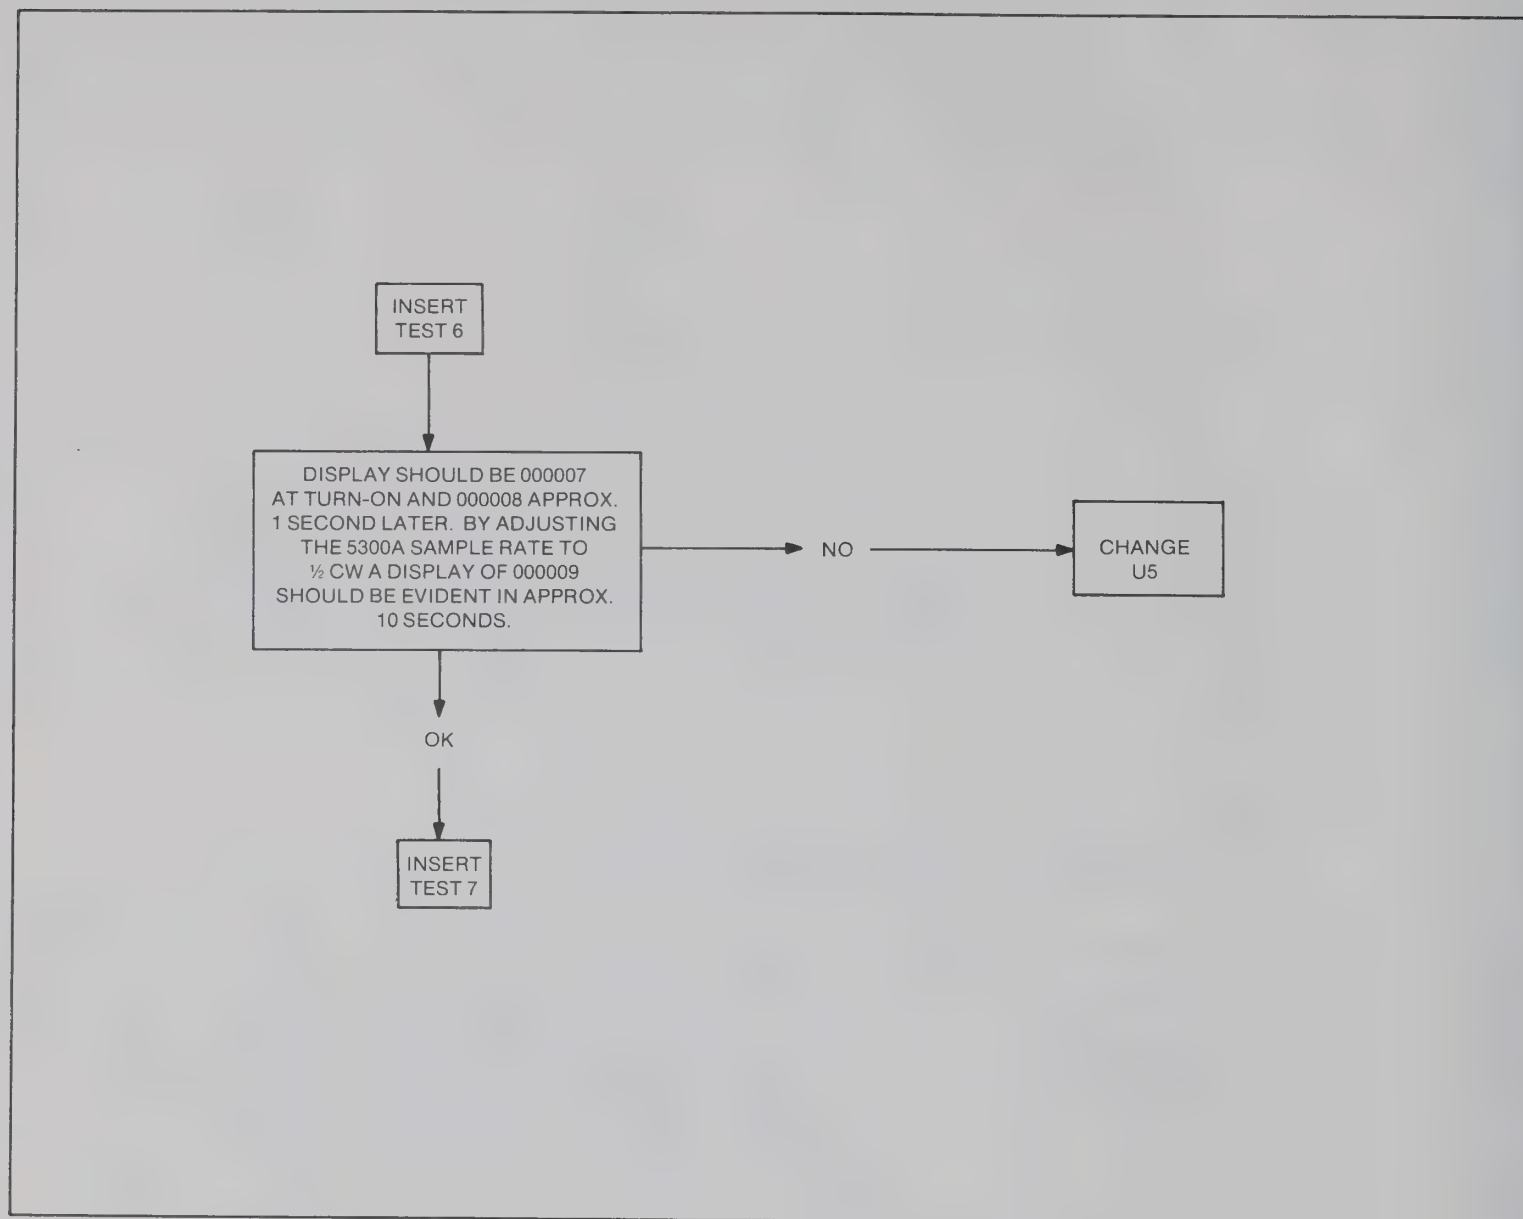 INSERT
TEST 6
DISPLAY SHOULD BE 000007
AT TURN-ON AND 000008 APPROX.
1 SECOND LATER. BY ADJUSTING
THE 5300A SAMPLE RATE TO
½ CW A DISPLAY OF 000009
SHOULD BE EVIDENT IN APPROX.
10 SECONDS.
NO
CHANGE
U5
OK
INSERT
TEST 7